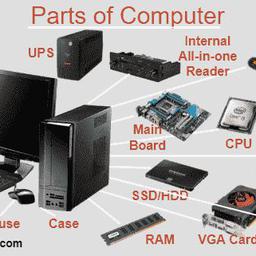 Parts of Computer
UPS
Internal
All-in-one
Reader
Main
Board
CPU
SSD/HDD
use
Case
RAM
VGA Card
com